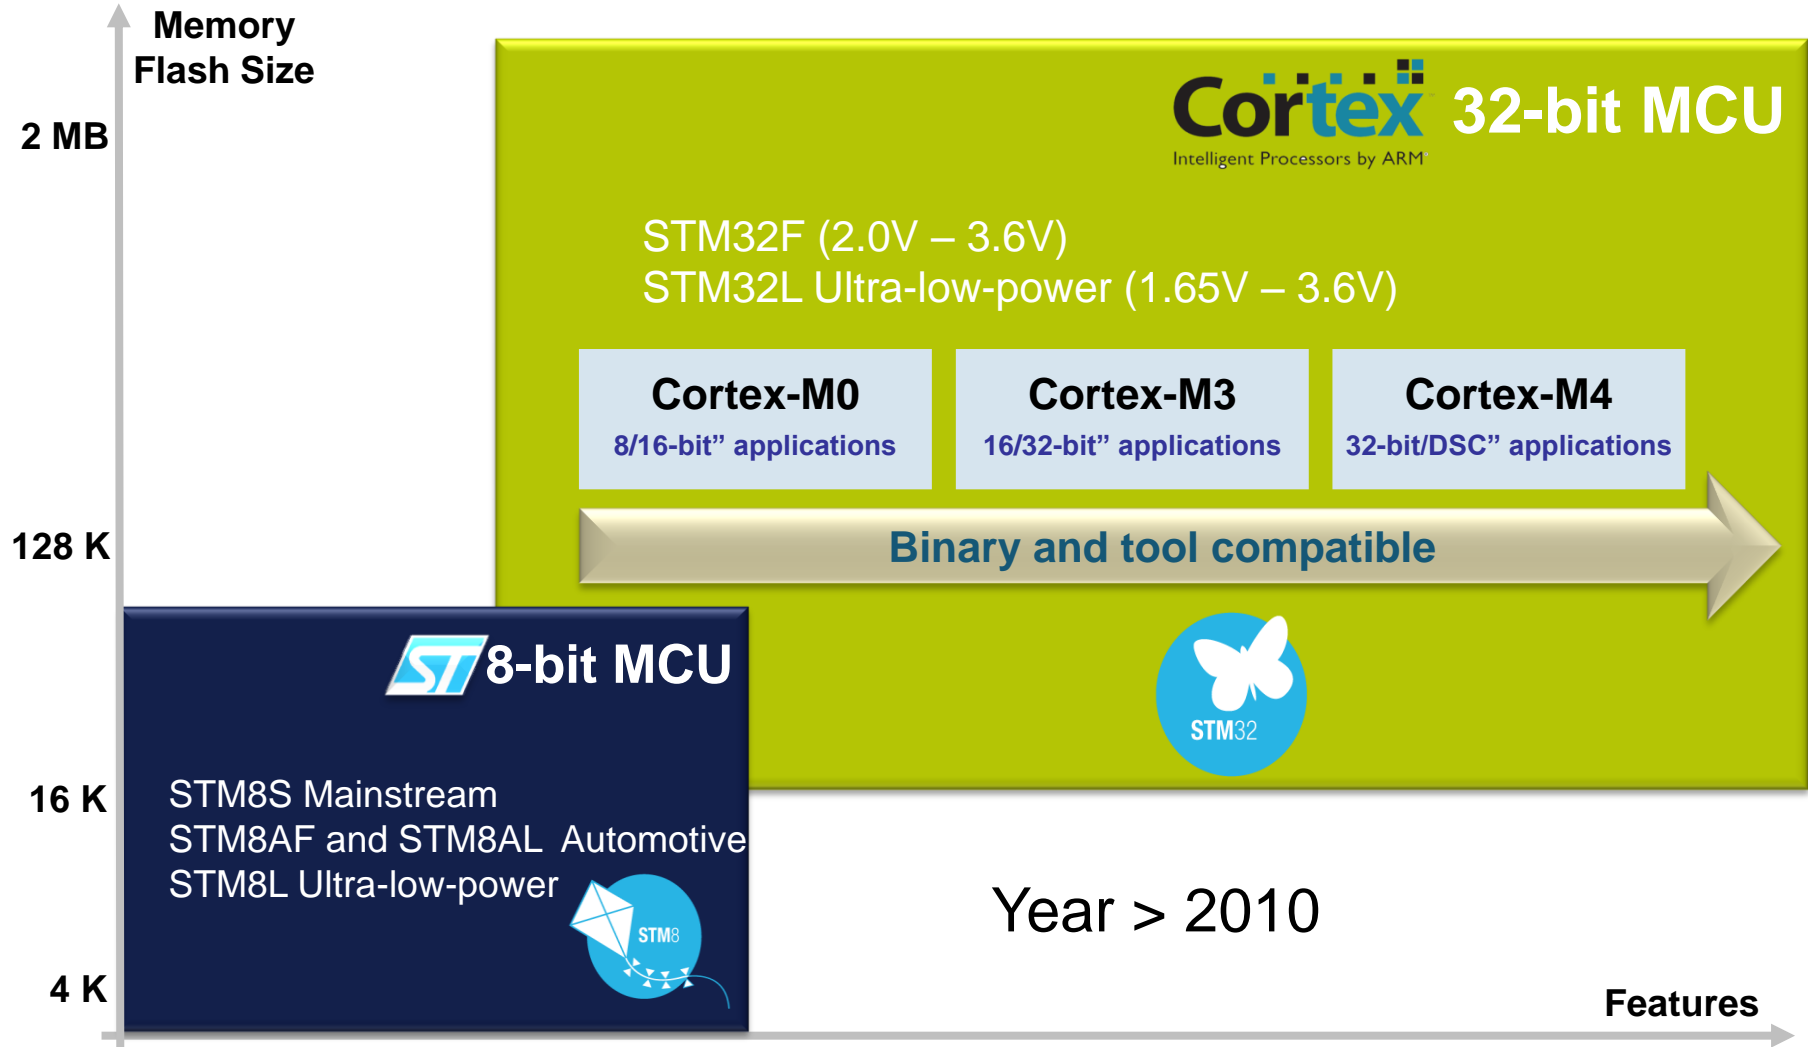 Memory
Flash Size
2 MB
128 K
16 K
4 K
Cortex
Intelligent Processors by ARM
32-bit MCU
STM32F (2.0V – 3.6V)
STM32L Ultra-low-power (1.65V – 3.6V)
Cortex-M0
8/16-bit” applications
Cortex-M3
16/32-bit” applications
Cortex-M4
32-bit/DSC” applications
Binary and tool compatible
STM32
ST 8-bit MCU
STM8S Mainstream
STM8AF and STM8AL Automotive
STM8L Ultra-low-power
STM8
Year > 2010
Features